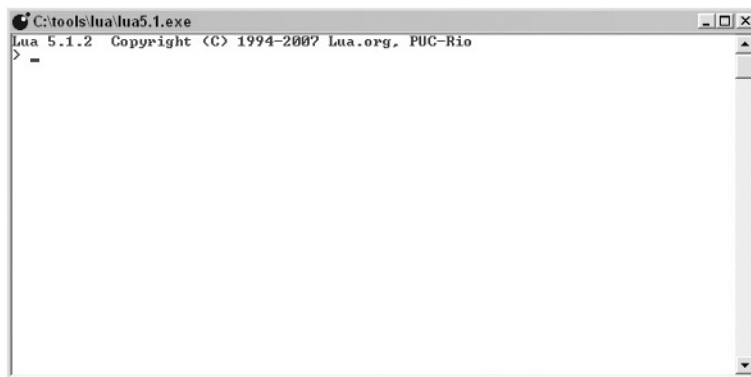 C:\tools\lua\lua5.1.exe
Lua 5.1.2  Copyright (C) 1994-2007 Lua.org, PUC-Rio
> _